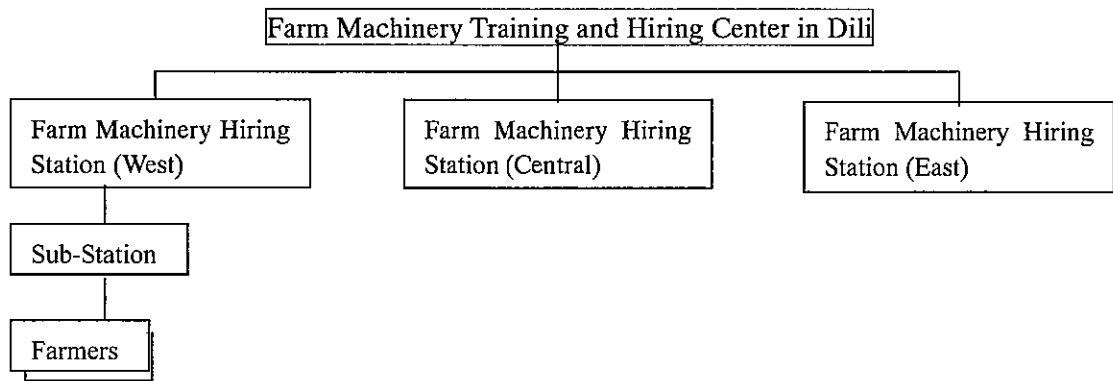 Farm Machinery Training and Hiring Center in Dili
Farm Machinery Hiring
Station (West)
Farm Machinery Hiring
Station (Central)
Farm Machinery Hiring
Station (East)
Sub-Station
Farmers